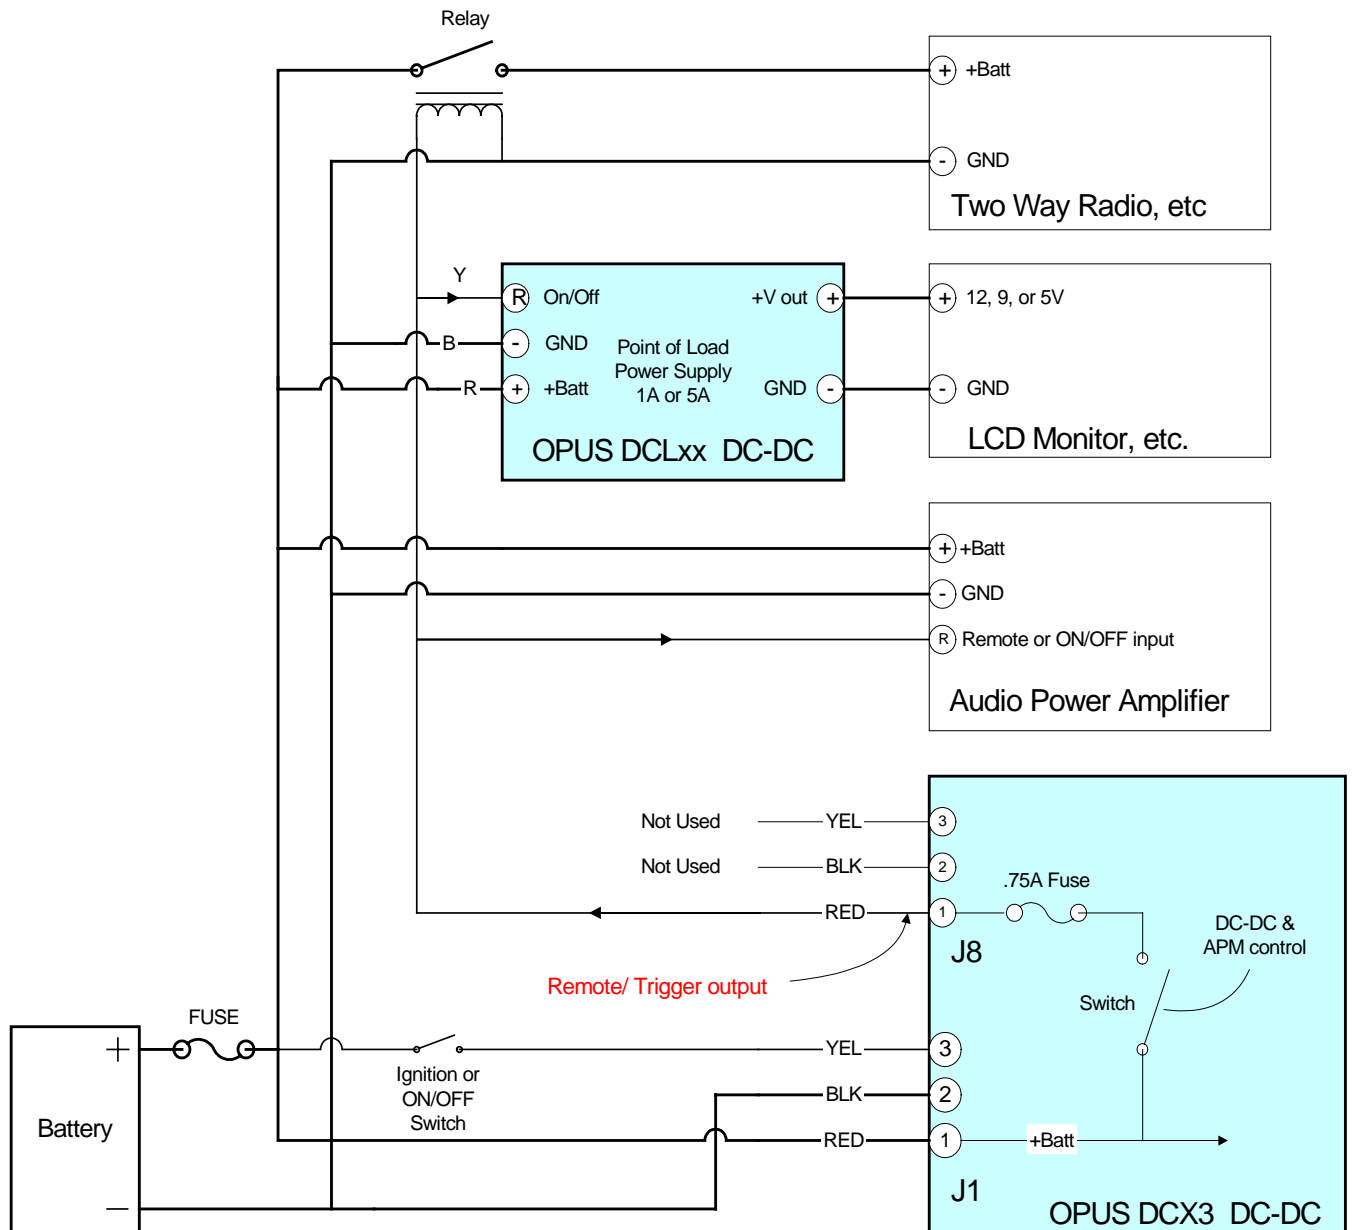 Relay
+ +Batt
- GND
Two Way Radio, etc
Y
R On/Off
+V out +
+ 12, 9, or 5V
B
- GND
Point of Load
Power Supply
1A or 5A
R
+ +Batt
GND -
- GND
OPUS DCLxx DC-DC
LCD Monitor, etc.
+ +Batt
- GND
R Remote or ON/OFF input
Audio Power Amplifier
Not Used YEL 3
Not Used BLK 2
RED 1
.75A Fuse
J8
DC-DC &
APM control
Remote/ Trigger output
Switch
FUSE
+
YEL 3
Ignition or
ON/OFF
Switch
BLK 2
Battery
RED 1
+Batt
J1
—
OPUS DCX3 DC-DC